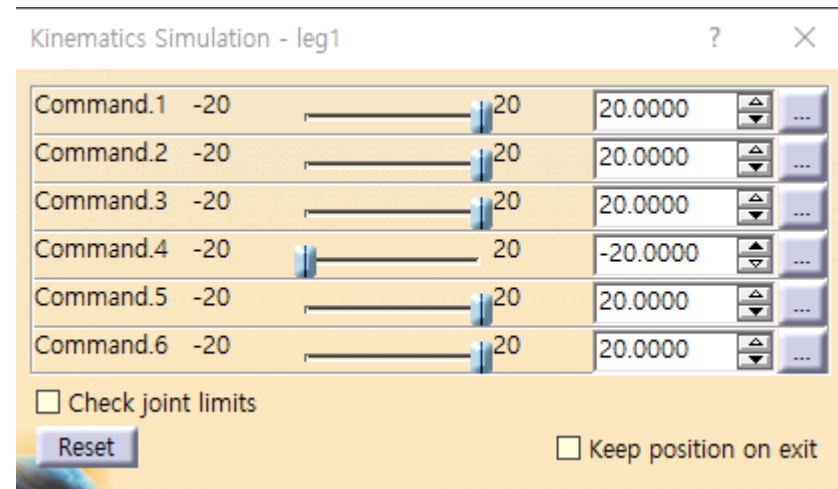 Kinematics Simulation - leg1 ?
Command.1 -20 20 20.0000 ...
Command.2 -20 20 20.0000 ...
Command.3 -20 20 20.0000 ...
Command.4 -20 20 -20.0000 ...
Command.5 -20 20 20.0000 ...
Command.6 -20 20 20.0000 ...
Check joint limits
Reset Keep position on exit